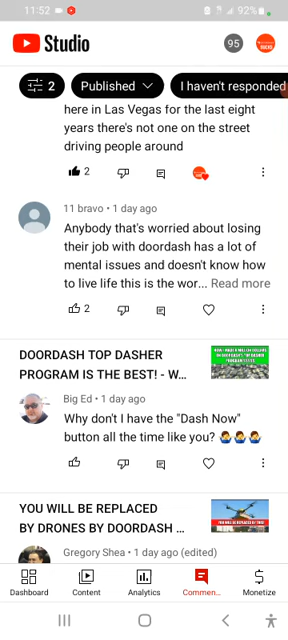 11:52
92%
Studio
95
2
Published
I haven't responded
here in Las Vegas for the last eight
years there's not one on the street
driving people around
2
11 bravo • 1 day ago
Anybody that's worried about losing
their job with doordash has a lot of
mental issues and doesn't know how
to live life this is the wor... Read more
2
DOORDASH TOP DASHER
PROGRAM IS THE BEST! - W...
Big Ed • 1 day ago
Why don't I have the "Dash Now"
button all the time like you? 🤷‍♂️🤷‍♂️🤷‍♂️
YOU WILL BE REPLACED
BY DRONES BY DOORDASH ...
Gregory Shea • 1 day ago (edited)
Dashboard
Content
Analytics
Commen...
Monetize